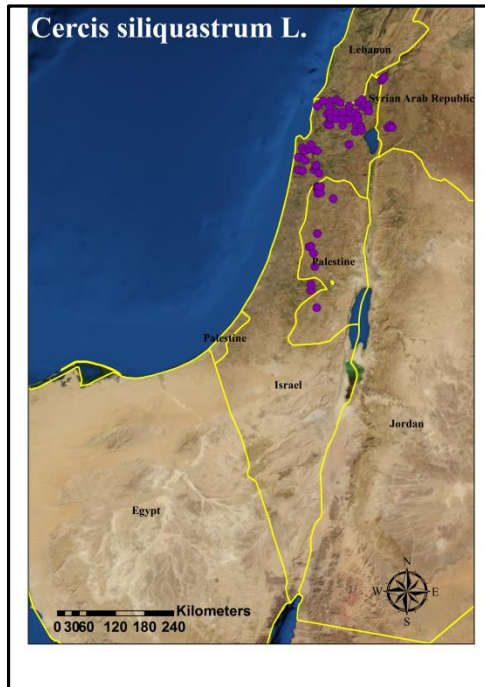 Cercis siliquastrum L.
Lebanon
Syrian Arab Republic
Palestine
Palestine
Israel
Jordan
Egypt
N
W E
S
Kilometers
0 30 60 120 180 240